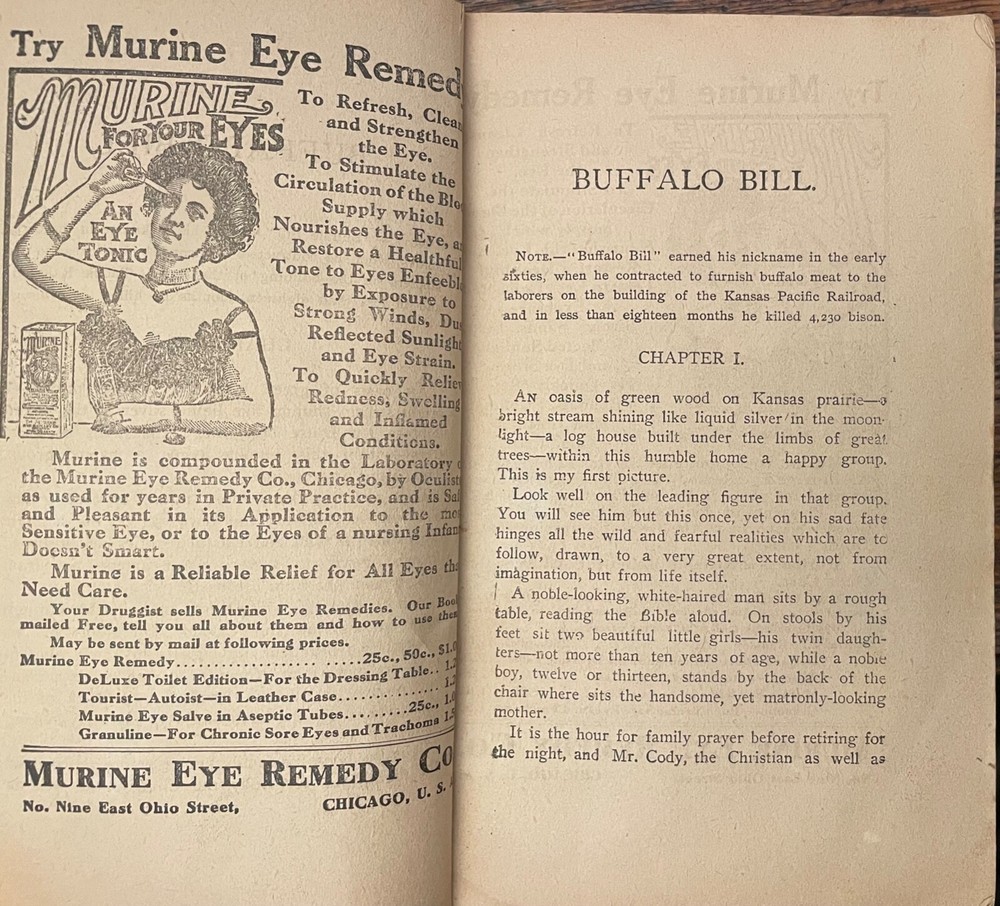 Try Murine Eye Remed
MURINE
FOR YOUR EYES
AN
EYE
TONIC
MURINE
To Refresh, Clean
and Strengthen
the Eye.
To Stimulate the
Circulation of the Bloo
Supply which
Nourishes the Eye, a
Restore a Healthful
Tone to Eyes Enfeebl
by Exposure to
Strong Winds, Du
Reflected Sunligh
and Eye Strain.
To Quickly Reliev
Redness, Swelling
and Inflamed
Conditions.
Murine is compounded in the Laboratory
the Murine Eye Remedy Co., Chicago, by Oculist
as used for years in Private Practice, and is Saf
and Pleasant in its Application to the mo
Sensitive Eye, or to the Eyes of a nursing Infan
Doesn't Smart.
Murine is a Reliable Relief for All Eyes tha
Need Care.
Your Druggist sells Murine Eye Remedies. Our Book
mailed Free, tell you all about them and how to use them
May be sent by mail at following prices.
Murine Eye Remedy.......................25c., 50c., $1.0
DeLuxe Toilet Edition—For the Dressing Table.. 1.2
Tourist—Autoist—in Leather Case............ 1.2
Murine Eye Salve in Aseptic Tubes.........25c., 1.0
Granuline—For Chronic Sore Eyes and Trachoma 1.5
MURINE EYE REMEDY CO
No. Nine East Ohio Street,
CHICAGO, U. S.
BUFFALO BILL.
NOTE.—"Buffalo Bill" earned his nickname in the early
sixties, when he contracted to furnish buffalo meat to the
laborers on the building of the Kansas Pacific Railroad,
and in less than eighteen months he killed 4,230 bison.
CHAPTER I.
AN oasis of green wood on Kansas prairie—a
bright stream shining like liquid silver in the moon-
light—a log house built under the limbs of great
trees—within this humble home a happy group.
This is my first picture.
Look well on the leading figure in that group.
You will see him but this once, yet on his sad fate
hinges all the wild and fearful realities which are to
follow, drawn, to a very great extent, not from
imagination, but from life itself.
A noble-looking, white-haired man sits by a rough
table, reading the Bible aloud. On stools by his
feet sit two beautiful little girls—his twin daugh-
ters—not more than ten years of age, while a noble
boy, twelve or thirteen, stands by the back of the
chair where sits the handsome, yet matronly-looking
mother.
It is the hour for family prayer before retiring for
the night, and Mr. Cody, the Christian as well as